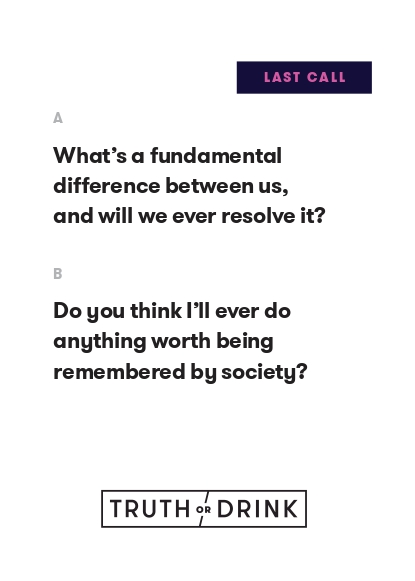 LAST CALL
A
What’s a fundamental
difference between us,
and will we ever resolve it?
B
Do you think I’ll ever do
anything worth being
remembered by society?
TRUTH OR DRINK